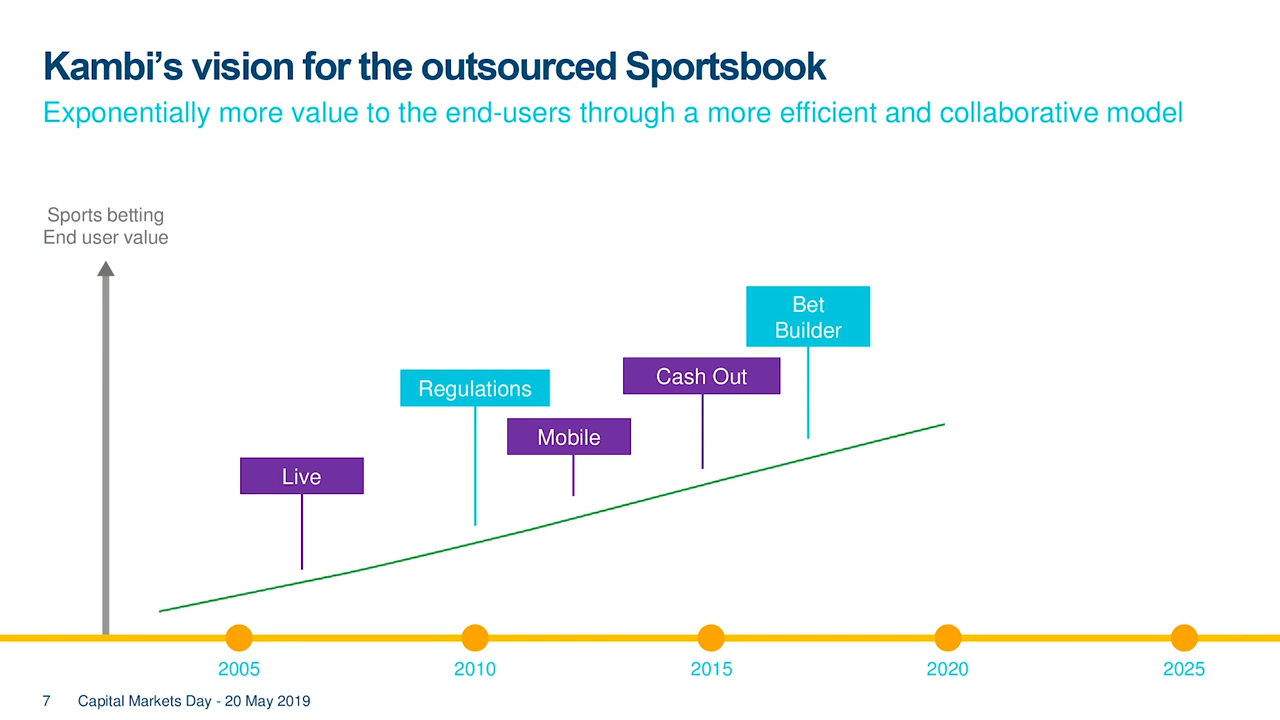 Kambi’s vision for the outsourced Sportsbook
Exponentially more value to the end-users through a more efficient and collaborative model
Sports betting
End user value
Bet
Builder
Cash Out
Regulations
Mobile
Live
2005
2010
2015
2020
2025
7
Capital Markets Day - 20 May 2019